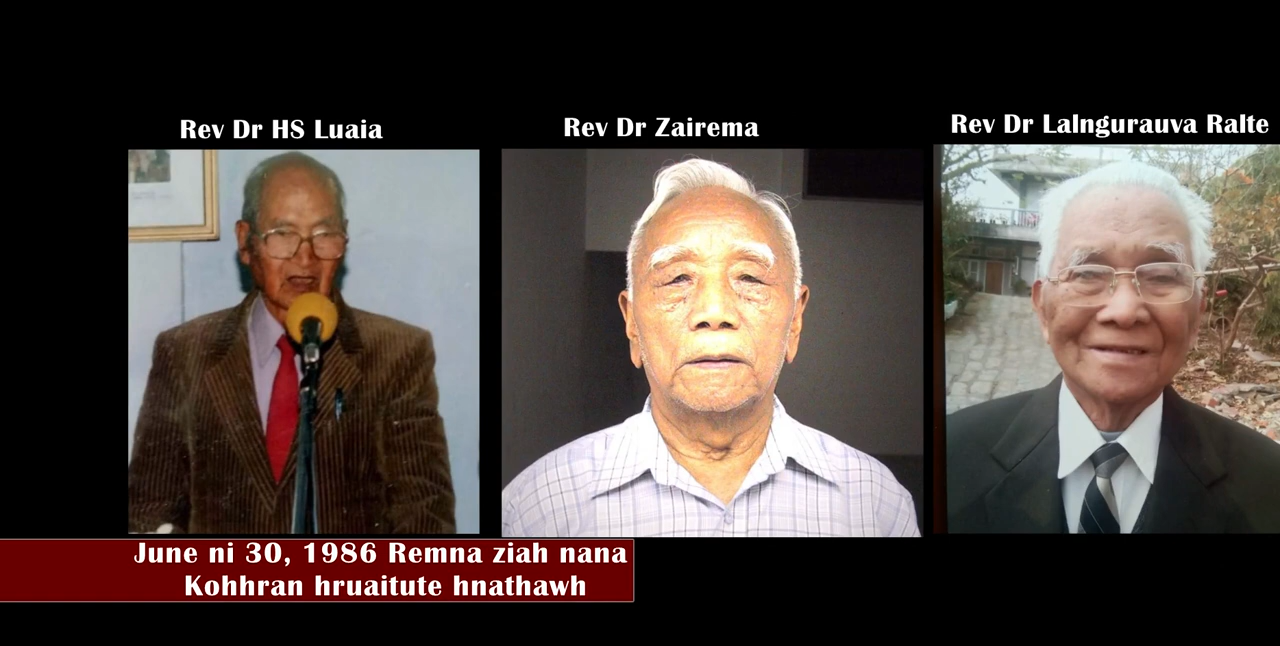 Rev Dr HS Luaia
Rev Dr Zairema
Rev Dr Lalngurauva Ralte
June ni 30, 1986 Remna ziah nana
Kohhran hruaitute hnathawh